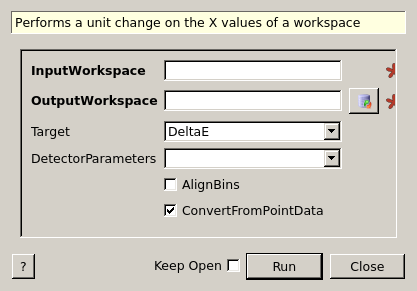 Performs a unit change on the X values of a workspace
InputWorkspace
OutputWorkspace
Target DeltaE
DetectorParameters
AlignBins
ConvertFromPointData
? Keep Open Run Close